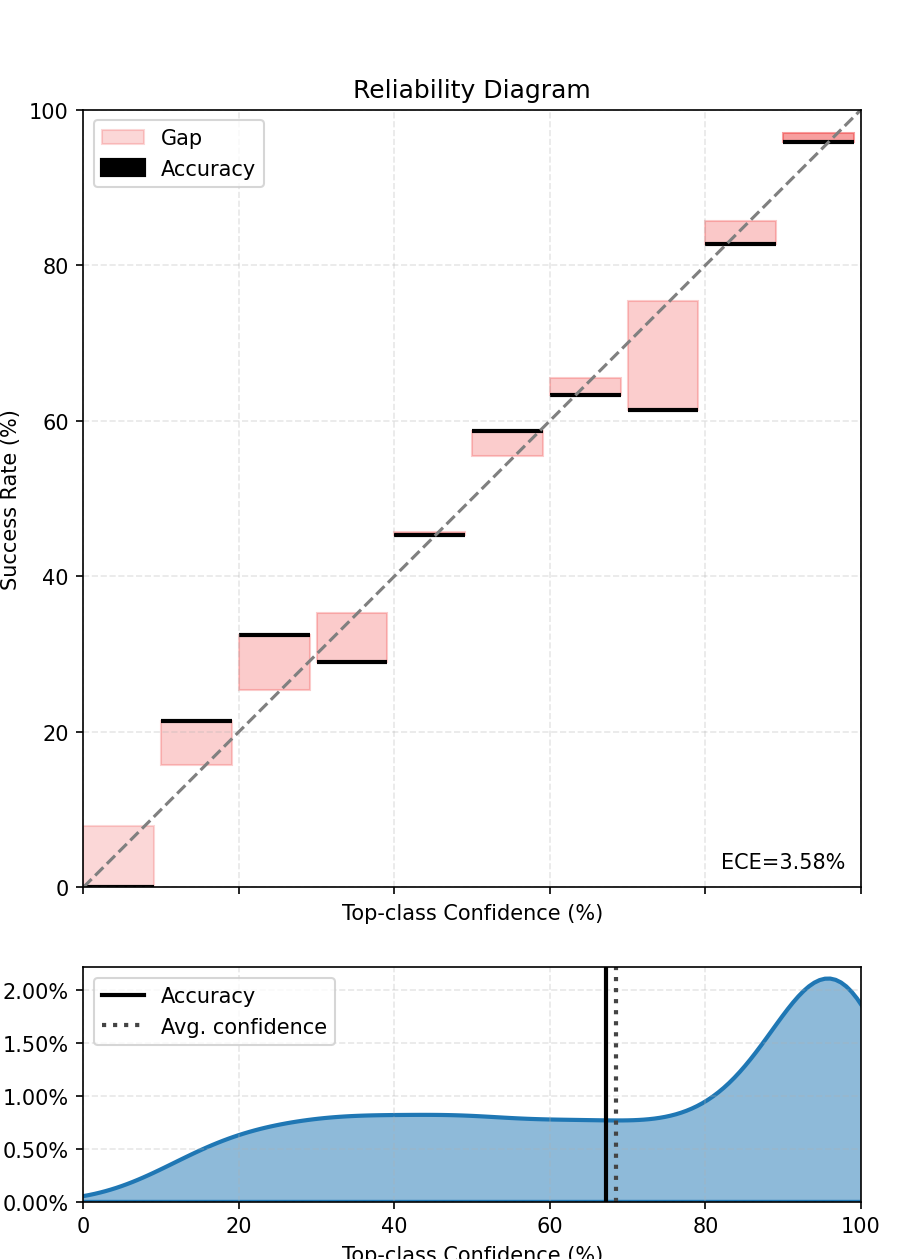 Reliability Diagram
100
80
60
40
20
0
Success Rate (%)
Gap
Accuracy
ECE=3.58%
Top-class Confidence (%)
2.00%
1.50%
1.00%
0.50%
0.00%
Accuracy
Avg. confidence
0 20 40 60 80 100
Top-class Confidence (%)